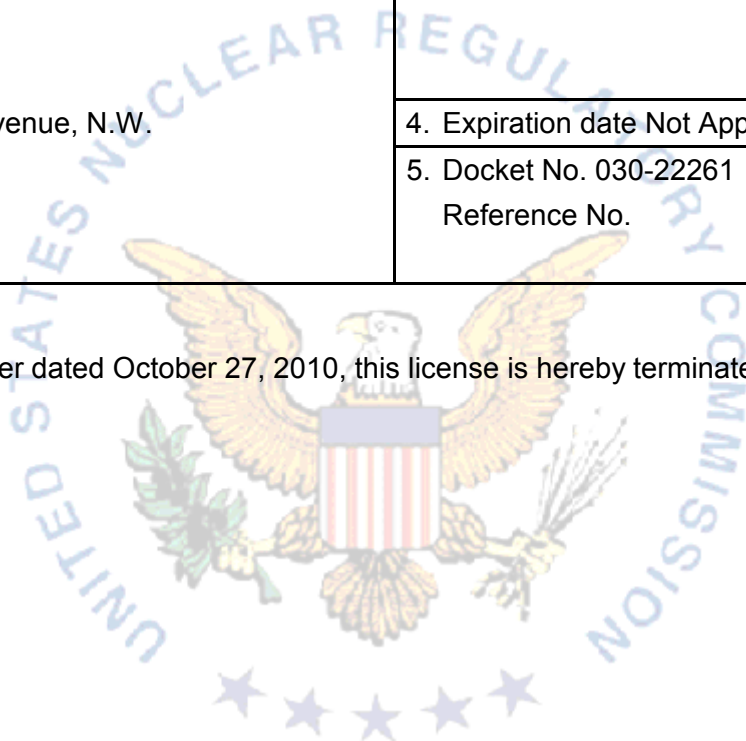 UNITED STATES NUCLEAR REGULATORY COMMISSION
venue, N.W.
4. Expiration date Not App
5. Docket No. 030-22261
Reference No.
er dated October 27, 2010, this license is hereby terminate